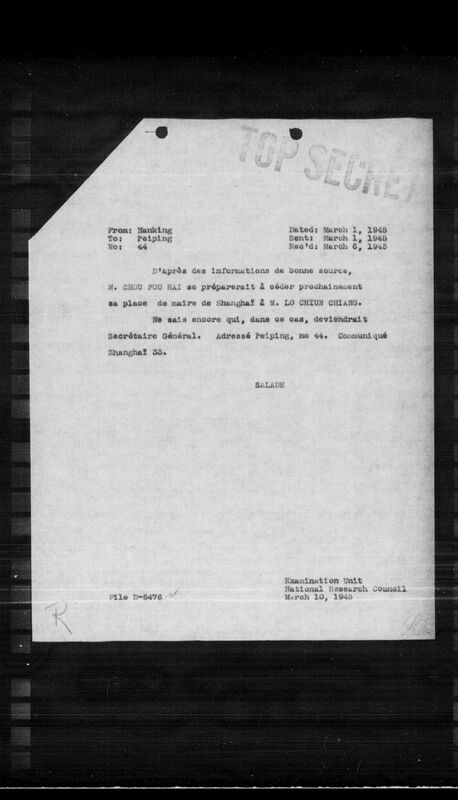 TOP SECRET
From: Nanking Dated: March 1, 1945
To: Peiping Sent: March 1, 1945
No: 44 Rec'd: March 6, 1945
D'après des informations de bonne source,
M. CHOU FOU HAI se préparerait à céder prochainement
sa place de maire de Shanghaï à M. LO CHIUN CHIANG.
Ne sais encore qui, dans ce cas, deviendrait
Secrétaire Général. Adressé Peiping, no 44. Communiqué
Shanghaï 33.
SALADE
Examination Unit
National Research Council
File D-5476 March 10, 1945
R